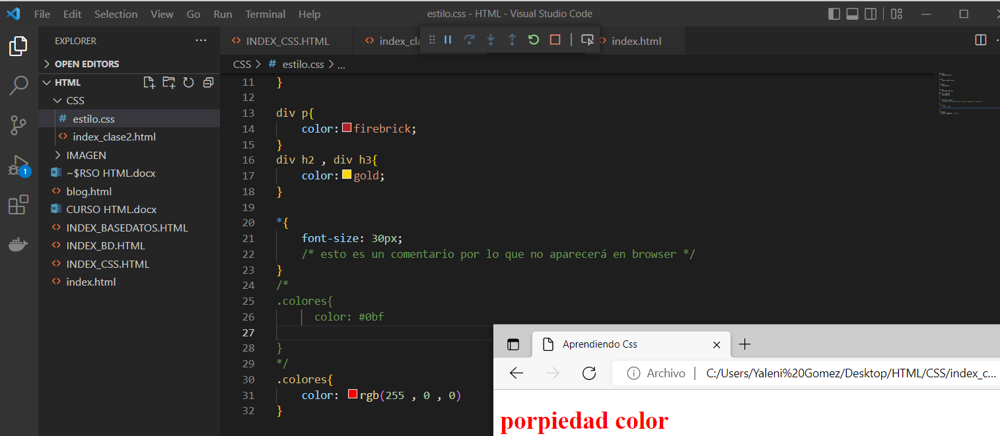 File Edit Selection View Go Run Terminal Help
estilo.css - HTML - Visual Studio Code
EXPLORER
OPEN EDITORS
HTML
CSS
# estilo.css
<> index_clase2.html
IMAGEN
~$RSO HTML.docx
<> blog.html
CURSO HTML.docx
<> INDEX_BASEDATOS.HTML
<> INDEX_BD.HTML
<> INDEX_CSS.HTML
<> index.html
1
<> INDEX_CSS.HTML <> index_cla <> index.html
CSS > # estilo.css > ...
11 }
12
13 div p{
14 color: firebrick;
15 }
16 div h2 , div h3{
17 color: gold;
18 }
19
20 *{
21 font-size: 30px;
22 /* esto es un comentario por lo que no aparecerá en browser */
23 }
24 /*
25 .colores{
26 color: #0bf
27
28 }
29 */
30 .colores{
31 color: rgb(255 , 0 , 0)
32 }
Aprendiendo Css
Archivo | C:/Users/Yaleni%20Gomez/Desktop/HTML/CSS/index_c...
porpiedad color